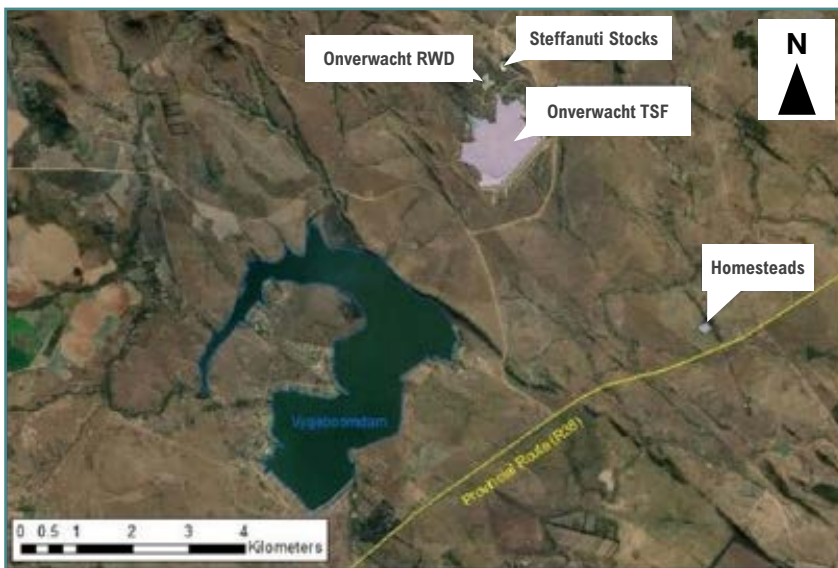 Steffanuti Stocks
Onverwacht RWD
N
Onverwacht TSF
Homesteads
Vygeboomdam
Provincial Route (R38)
0 0.5 1 2 3 4
Kilometers